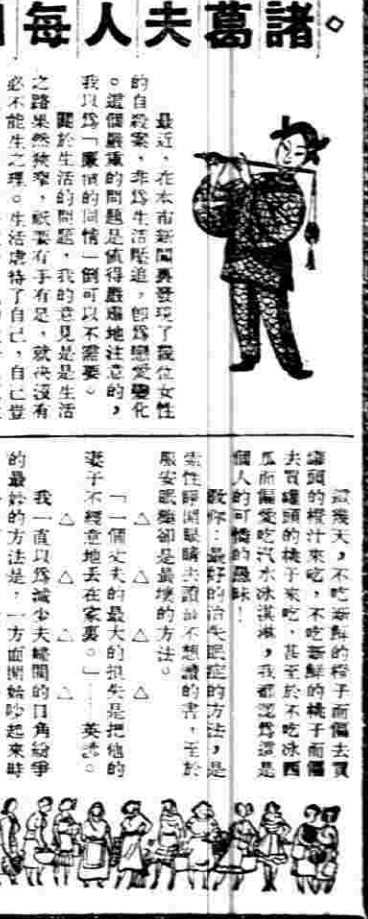 。諸葛夫人每
最近，在本市新聞裏發現了幾位女性
的自殺案，非爲生活壓迫，卽爲戀愛變化
。這個嚴重的問題是值得嚴肅地注意的，
我以爲「廉價的同情」倒可以不需要。
關於生活的問題，我的意見是是生活
之路果然狹窄，祇要有手有足，就決沒有
必不能生之理。生活虐待了自己，自己豈
這幾天，不吃新鮮的橙子而偏去買
罐頭的橙汁來吃，不吃新鮮的桃子而偏
去買罐頭的桃子來吃，甚至於不吃冰西
瓜而偏愛吃汽水冰淇淋，我都認爲這是
個人的可憐的愚昧！
敎你：最好的治失眠症的方法，是
索性睜開眼睛去讀並不想讀的書，至於
服安眠藥卻是最壞的方法。
△ △ △ △
「一個丈夫的最大的損失是把他的
妻子不經意地丟在家裏。」——英諺。
△ △ △ △
我一直以爲減少夫婦間的口角紛爭
的最妙的方法是，一方面開始吵起來時